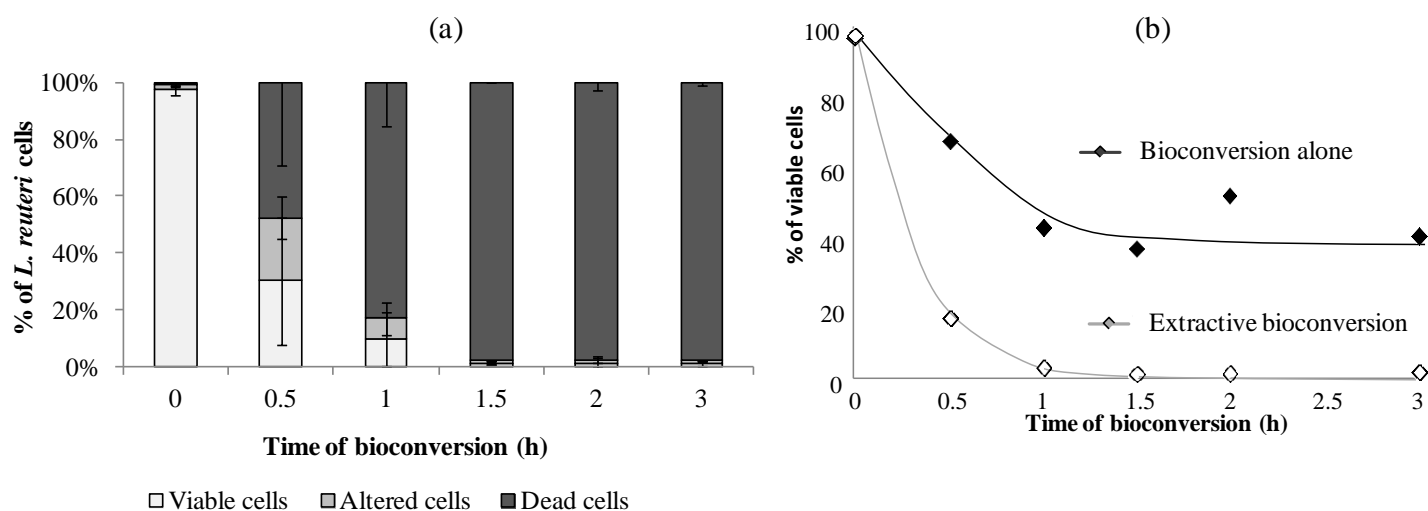 (a)
100%
80%
60%
40%
20%
0%
% of L. reuteri cells
0 0.5 1 1.5 2 3
Time of bioconversion (h)
Viable cells Altered cells Dead cells
(b)
100
80
60
40
20
0
% of viable cells
Bioconversion alone
Extractive bioconversion
0 0.5 1 1.5 2 2.5 3
Time of bioconversion (h)